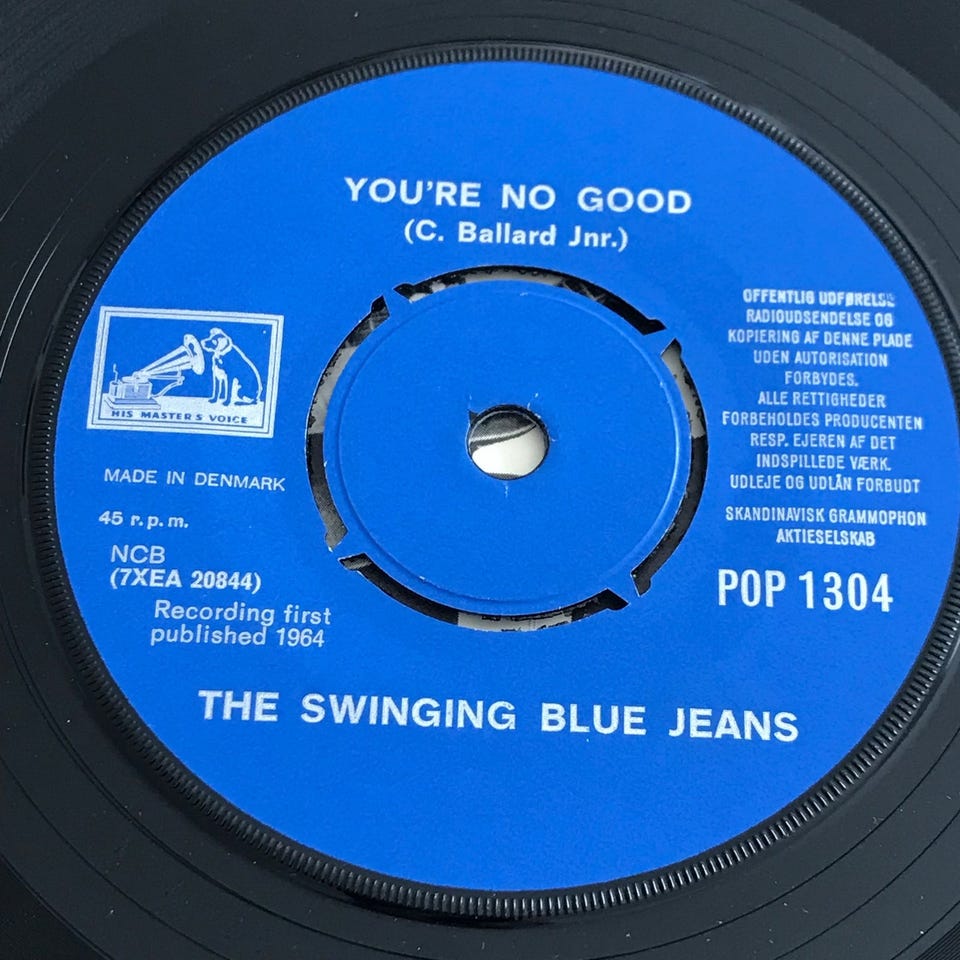 YOU'RE NO GOOD
(C. Ballard Jnr.)
HIS MASTER'S VOICE
MADE IN DENMARK
45 r.p.m.
NCB
(7XEA 20844)
Recording first
published 1964
OFFENTLIG UDFØRELSE
RADIOUDSENDELSE OG
KOPIERING AF DENNE PLADE
UDEN AUTORISATION
FORBYDES.
ALLE RETTIGHEDER
FORBEHOLDES PRODUCENTEN
RESP. EJEREN AF DET
INDSPILLEDE VÆRK.
UDLEJE OG UDLÅN FORBUDT
SKANDINAVISK GRAMMOPHON
AKTIESELSKAB
POP 1304
THE SWINGING BLUE JEANS